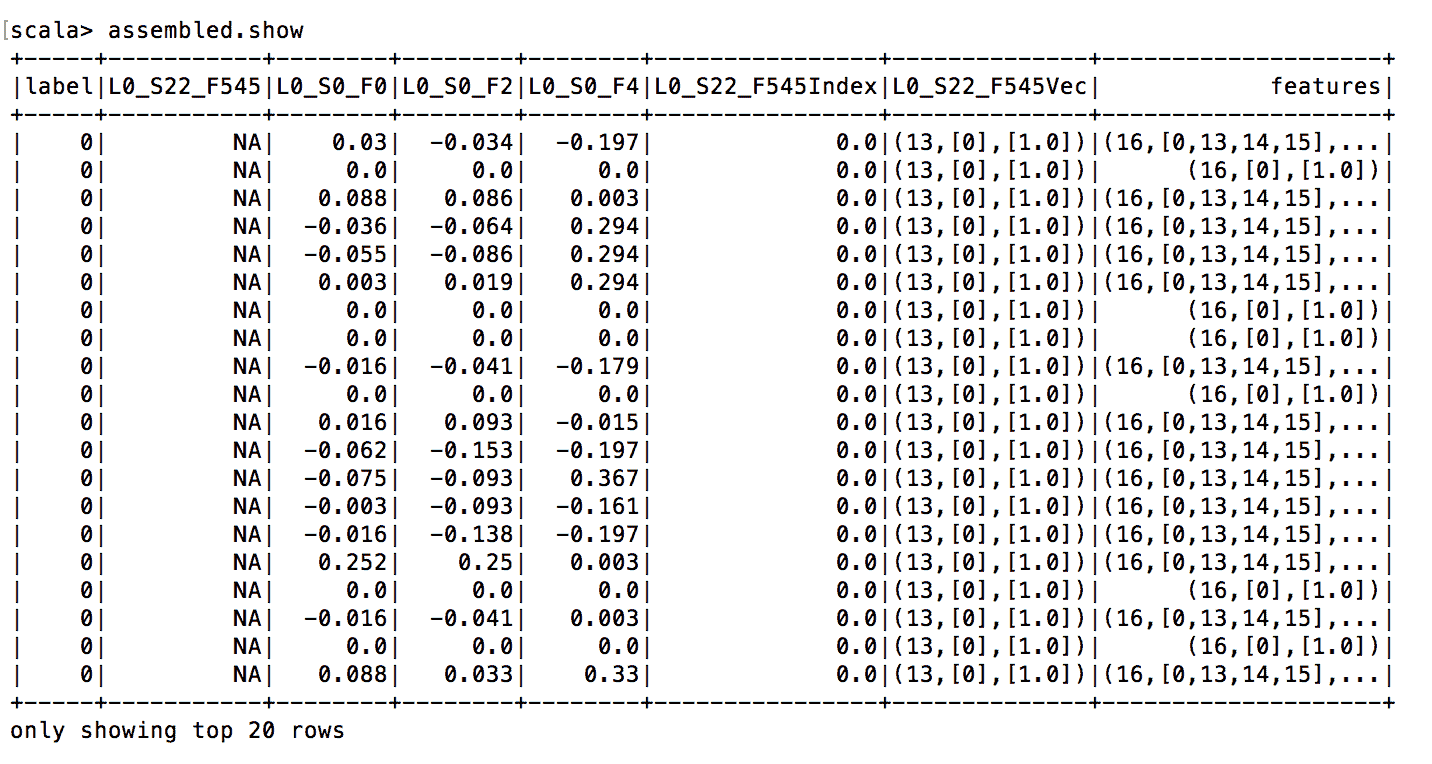 [scala> assembled.show
+-----+------------+--------+--------+--------+-----------------+---------------+--------------------+
|label|L0_S22_F545|L0_S0_F0|L0_S0_F2|L0_S0_F4|L0_S22_F545Index|L0_S22_F545Vec|            features|
+-----+------------+--------+--------+--------+-----------------+---------------+--------------------+
|    0|         NA|    0.03|  -0.034|  -0.197|             0.0|(13,[0],[1.0])|(16,[0,13,14,15],...|
|    0|         NA|     0.0|     0.0|     0.0|             0.0|(13,[0],[1.0])|      (16,[0],[1.0])|
|    0|         NA|   0.088|   0.086|   0.003|             0.0|(13,[0],[1.0])|(16,[0,13,14,15],...|
|    0|         NA|  -0.036|  -0.064|   0.294|             0.0|(13,[0],[1.0])|(16,[0,13,14,15],...|
|    0|         NA|  -0.055|  -0.086|   0.294|             0.0|(13,[0],[1.0])|(16,[0,13,14,15],...|
|    0|         NA|   0.003|   0.019|   0.294|             0.0|(13,[0],[1.0])|(16,[0,13,14,15],...|
|    0|         NA|     0.0|     0.0|     0.0|             0.0|(13,[0],[1.0])|      (16,[0],[1.0])|
|    0|         NA|     0.0|     0.0|     0.0|             0.0|(13,[0],[1.0])|      (16,[0],[1.0])|
|    0|         NA|  -0.016|  -0.041|  -0.179|             0.0|(13,[0],[1.0])|(16,[0,13,14,15],...|
|    0|         NA|     0.0|     0.0|     0.0|             0.0|(13,[0],[1.0])|      (16,[0],[1.0])|
|    0|         NA|   0.016|   0.093|  -0.015|             0.0|(13,[0],[1.0])|(16,[0,13,14,15],...|
|    0|         NA|  -0.062|  -0.153|  -0.197|             0.0|(13,[0],[1.0])|(16,[0,13,14,15],...|
|    0|         NA|  -0.075|  -0.093|   0.367|             0.0|(13,[0],[1.0])|(16,[0,13,14,15],...|
|    0|         NA|  -0.003|  -0.093|  -0.161|             0.0|(13,[0],[1.0])|(16,[0,13,14,15],...|
|    0|         NA|  -0.016|  -0.138|  -0.197|             0.0|(13,[0],[1.0])|(16,[0,13,14,15],...|
|    0|         NA|   0.252|    0.25|   0.003|             0.0|(13,[0],[1.0])|(16,[0,13,14,15],...|
|    0|         NA|     0.0|     0.0|     0.0|             0.0|(13,[0],[1.0])|      (16,[0],[1.0])|
|    0|         NA|  -0.016|  -0.041|   0.003|             0.0|(13,[0],[1.0])|(16,[0,13,14,15],...|
|    0|         NA|     0.0|     0.0|     0.0|             0.0|(13,[0],[1.0])|      (16,[0],[1.0])|
|    0|         NA|   0.088|   0.033|    0.33|             0.0|(13,[0],[1.0])|(16,[0,13,14,15],...|
+-----+------------+--------+--------+--------+-----------------+---------------+--------------------+
only showing top 20 rows